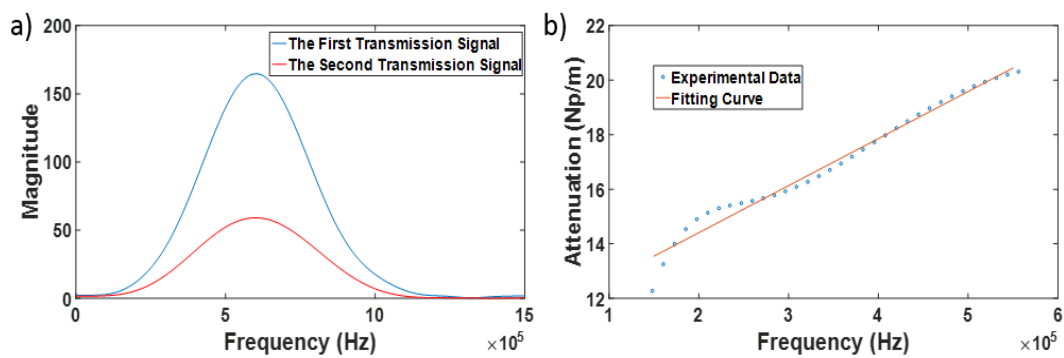 a)
200
150
100
50
0
Magnitude
The First Transmission Signal
The Second Transmission Signal
0 5 10 15
Frequency (Hz)
×10^5
b)
22
20
18
16
14
12
Attenuation (Np/m)
Experimental Data
Fitting Curve
1 2 3 4 5 6
Frequency (Hz)
×10^5